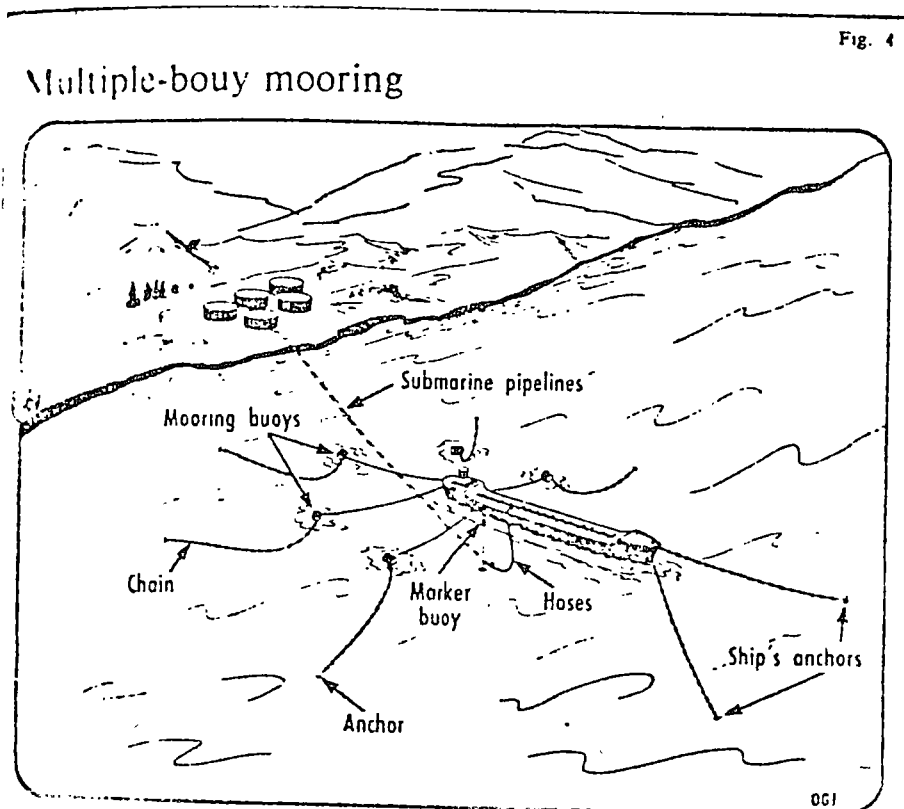 Fig. 4
Multiple-bouy mooring
Submarine pipelines
Mooring buoys
Chain
Marker
buoy
Hoses
Ship's anchors
Anchor
OGJ